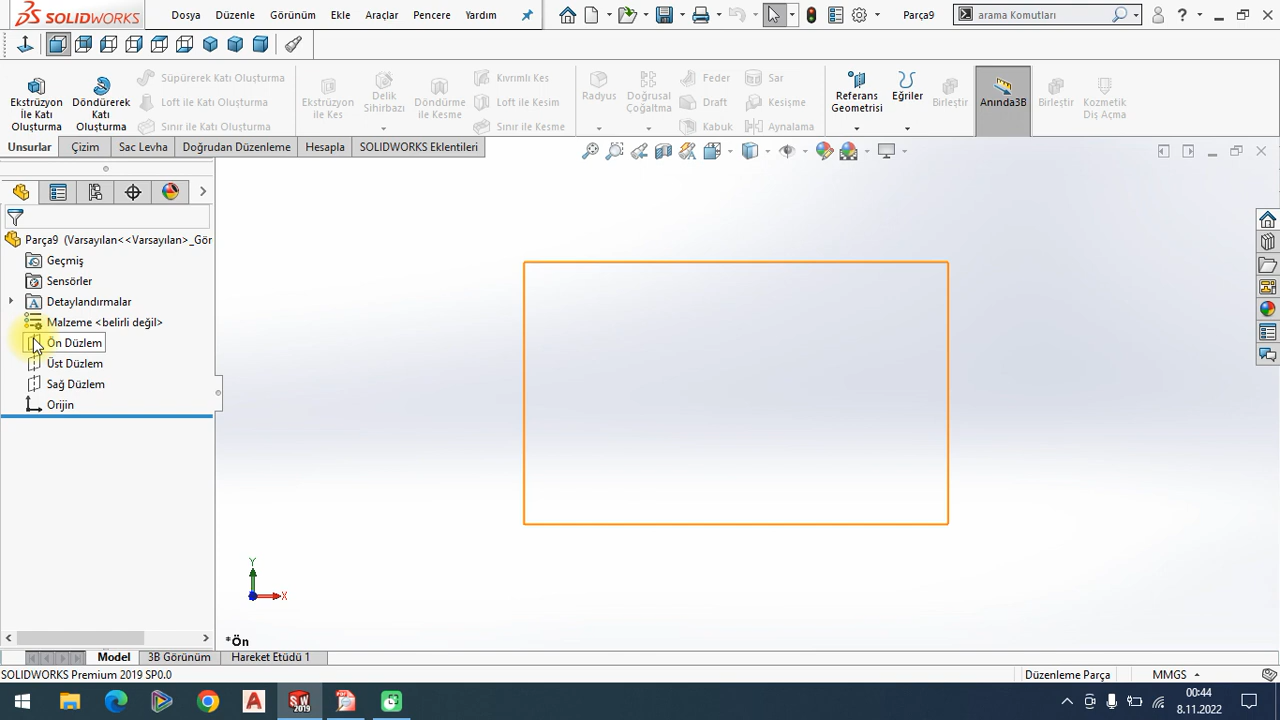 SOLIDWORKS Dosya Düzenle Görünüm Ekle Araçlar Pencere Yardım Parça9 arama Komutları
Ekstrüzyon ile Katı Oluşturma
Döndürerek Katı Oluşturma
Süpürerek Katı Oluşturma
Loft ile Katı Oluşturma
Sınır ile Katı Oluşturma
Ekstrüzyon ile Kes
Delik Sihirbazı
Döndürme ile Kesme
Kıvrımlı Kes
Loft ile Kesim
Sınır ile Kesme
Radyus
Doğrusal Çoğaltma
Feder
Draft
Kabuk
Sar
Kesişme
Aynalama
Referans Geometrisi
Eğriler
Birleştir
Anında3B
Birleştir
Kozmetik Diş Açma
Unsurlar Çizim Sac Levha Doğrudan Düzenleme Hesapla SOLIDWORKS Eklentileri
Parça9 (Varsayılan<<Varsayılan>_Gör
Geçmiş
Sensörler
Detaylandırmalar
Malzeme <belirli değil>
Ön Düzlem
Üst Düzlem
Sağ Düzlem
Orijin
Y
X
*Ön
Model 3B Görünüm Hareket Etüdü 1
SOLIDWORKS Premium 2019 SP0.0 Düzenleme Parça MMGS
00:44
8.11.2022